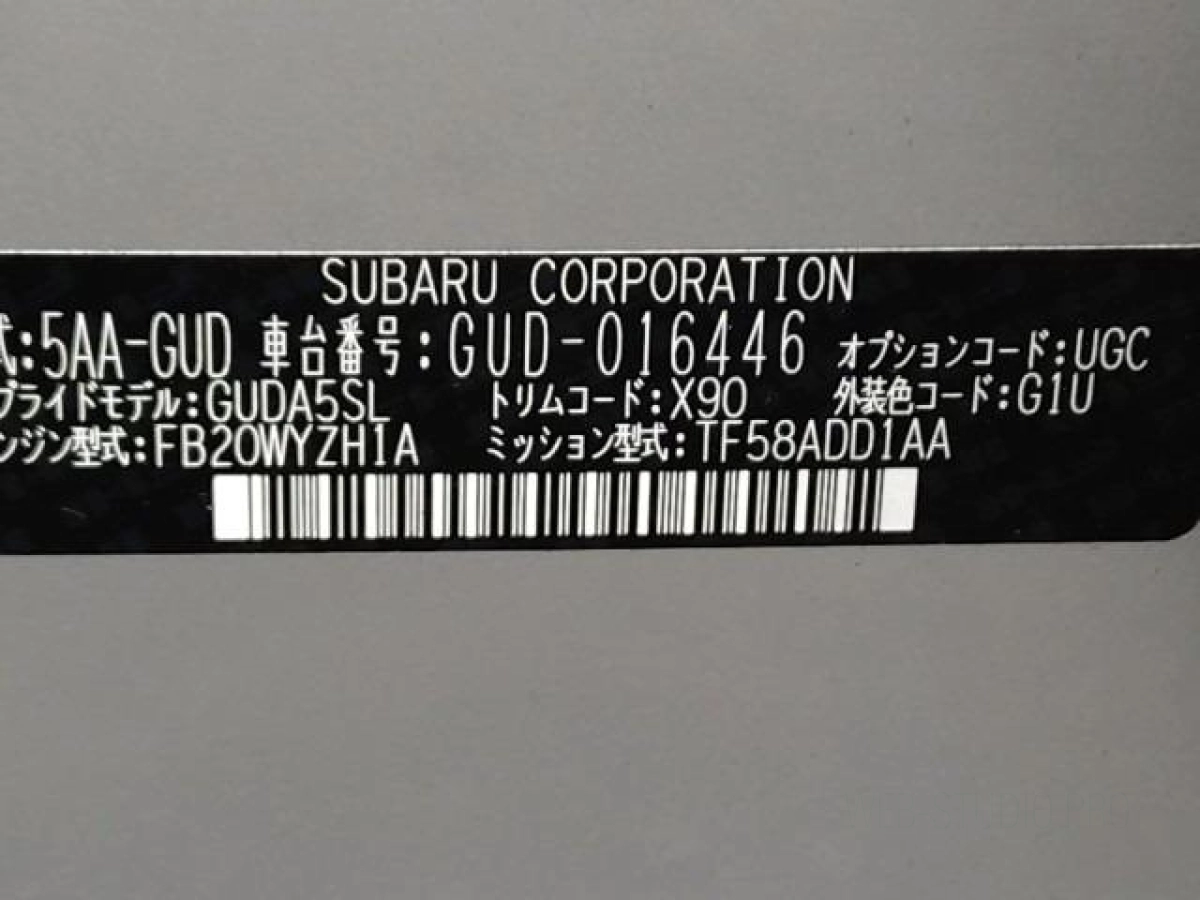 SUBARU CORPORATION
式:5AA-GUD 車台番号:GUD-016446 オプションコード:UGC
プライドモデル:GUDA5SL トリムコード:X90 外装色コード:G1U
ンジン型式:FB20WYZH1A ミッション型式:TF58ADD1AA